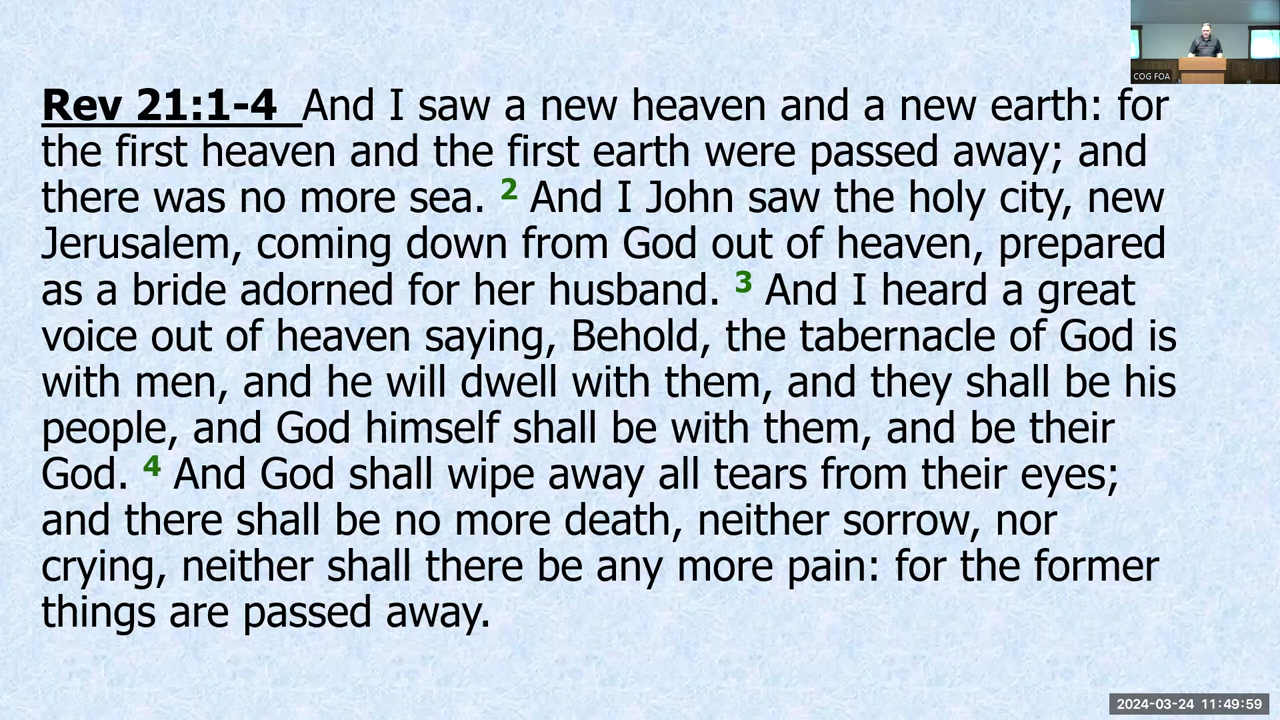 COG FOA
Rev 21:1-4 And I saw a new heaven and a new earth: for
the first heaven and the first earth were passed away; and
there was no more sea. 2 And I John saw the holy city, new
Jerusalem, coming down from God out of heaven, prepared
as a bride adorned for her husband. 3 And I heard a great
voice out of heaven saying, Behold, the tabernacle of God is
with men, and he will dwell with them, and they shall be his
people, and God himself shall be with them, and be their
God. 4 And God shall wipe away all tears from their eyes;
and there shall be no more death, neither sorrow, nor
crying, neither shall there be any more pain: for the former
things are passed away.
2024-03-24 11:49:59